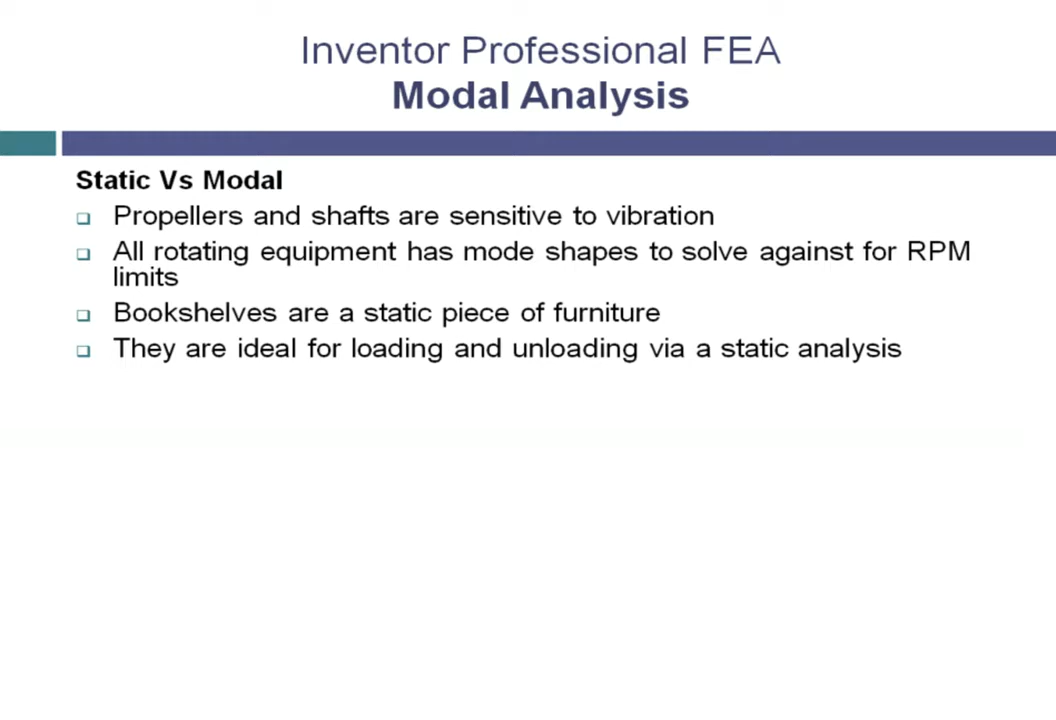 Inventor Professional FEA
Modal Analysis
Static Vs Modal
Propellers and shafts are sensitive to vibration
All rotating equipment has mode shapes to solve against for RPM
limits
Bookshelves are a static piece of furniture
They are ideal for loading and unloading via a static analysis